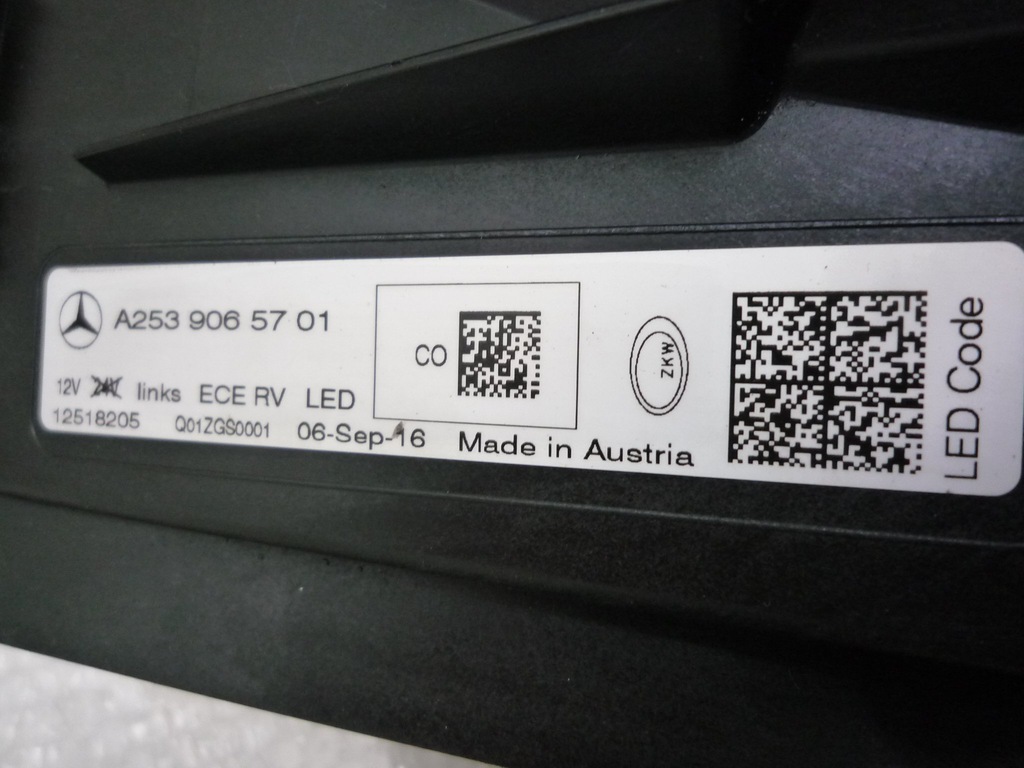 A253 906 57 01
12V 24V links ECE RV LED
12518205 Q01ZGS0001 06-Sep-16 Made in Austria
CO
ZKW
LED Code